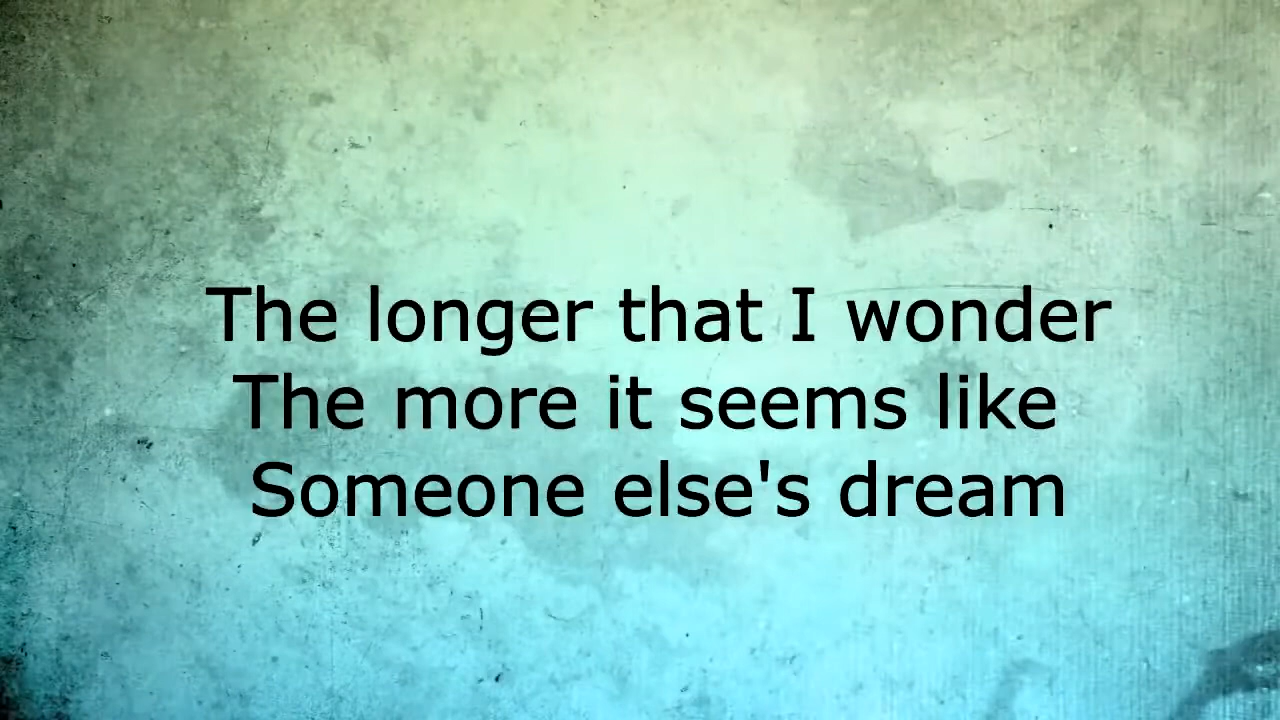 The longer that I wonder
The more it seems like
Someone else's dream